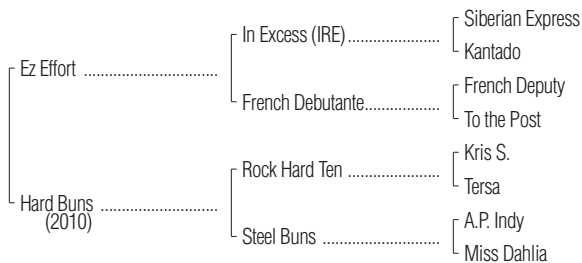 Siberian Express
In Excess (IRE)
Kantado
Ez Effort
French Deputy
French Debutante
To the Post
Kris S.
Rock Hard Ten
Tersa
Hard Buns
(2010)
A.P. Indy
Steel Buns
Miss Dahlia